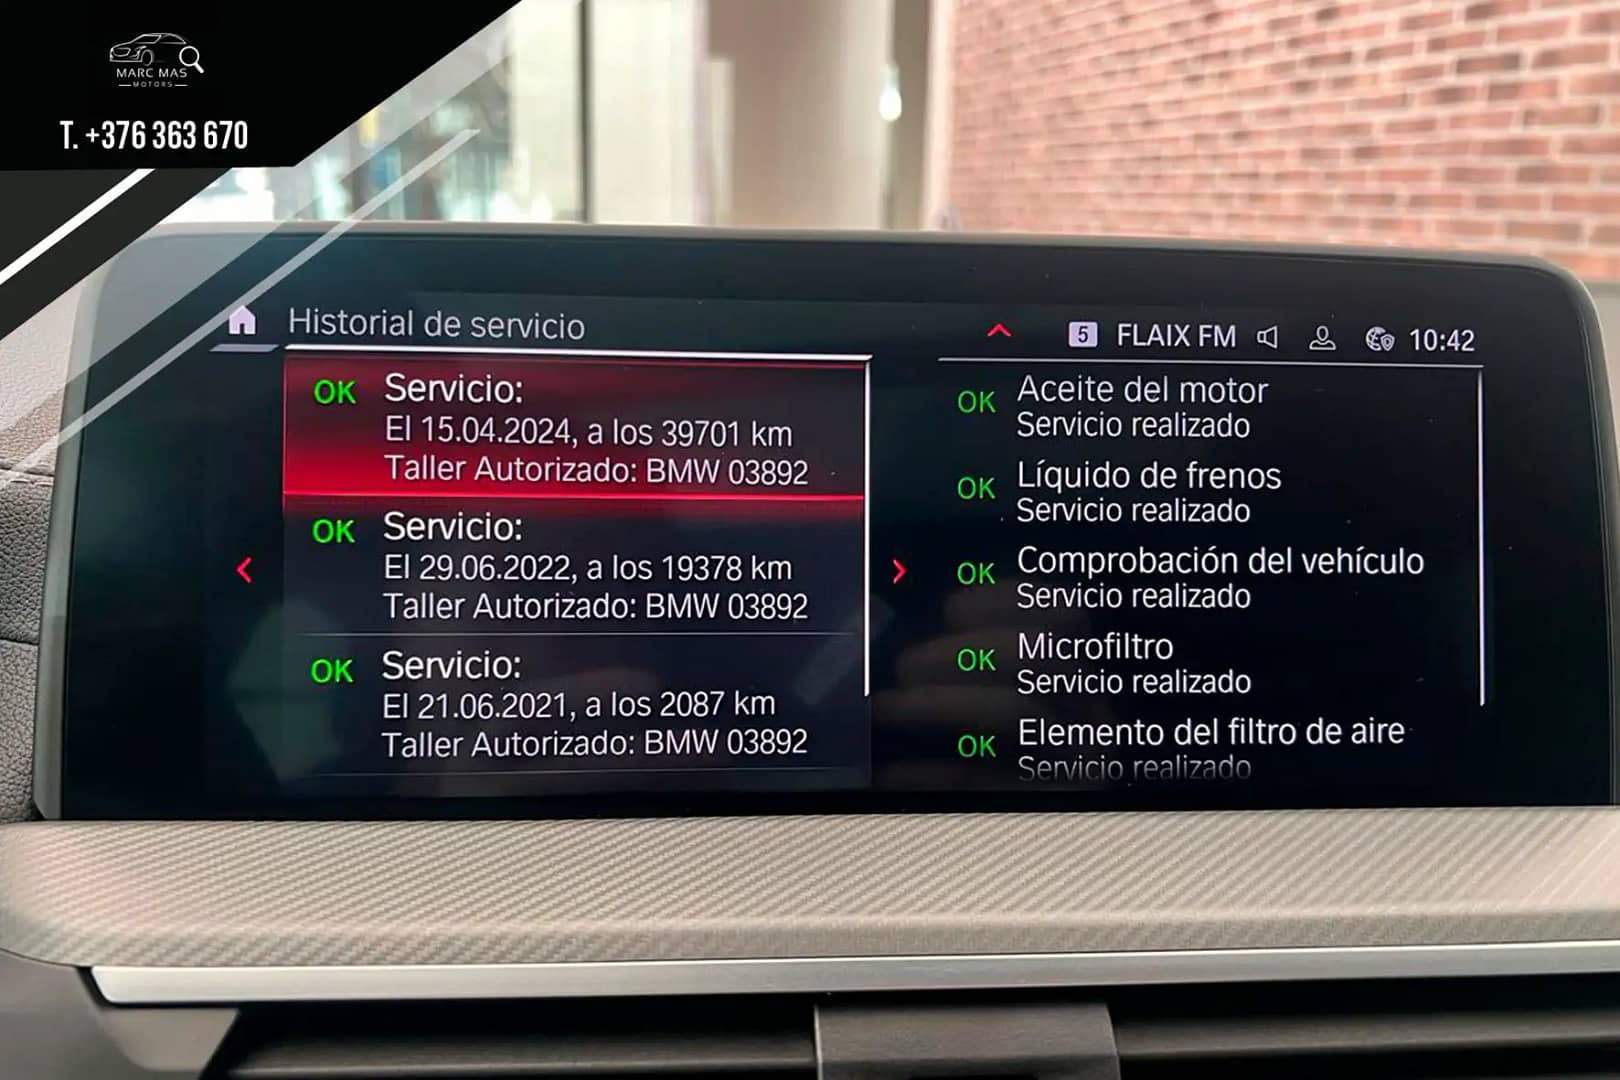 MARC MAS
MOTORS
T. +376 363 670
Historial de servicio
5 FLAIX FM 10:42
OK Servicio:
El 15.04.2024, a los 39701 km
Taller Autorizado: BMW 03892
OK Servicio:
El 29.06.2022, a los 19378 km
Taller Autorizado: BMW 03892
OK Servicio:
El 21.06.2021, a los 2087 km
Taller Autorizado: BMW 03892
OK Aceite del motor
Servicio realizado
OK Líquido de frenos
Servicio realizado
OK Comprobación del vehículo
Servicio realizado
OK Microfiltro
Servicio realizado
OK Elemento del filtro de aire
Servicio realizado